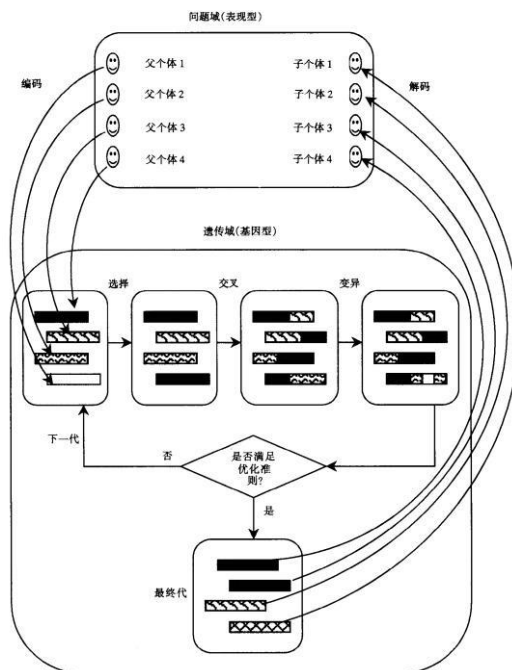 问题域(表现型)
编码
解码
父个体 1
子个体 1
父个体 2
子个体 2
父个体 3
子个体 3
父个体 4
子个体 4
遗传域(基因型)
选择
交叉
变异
下一代
否
是否满足
优化准
则?
是
最终代